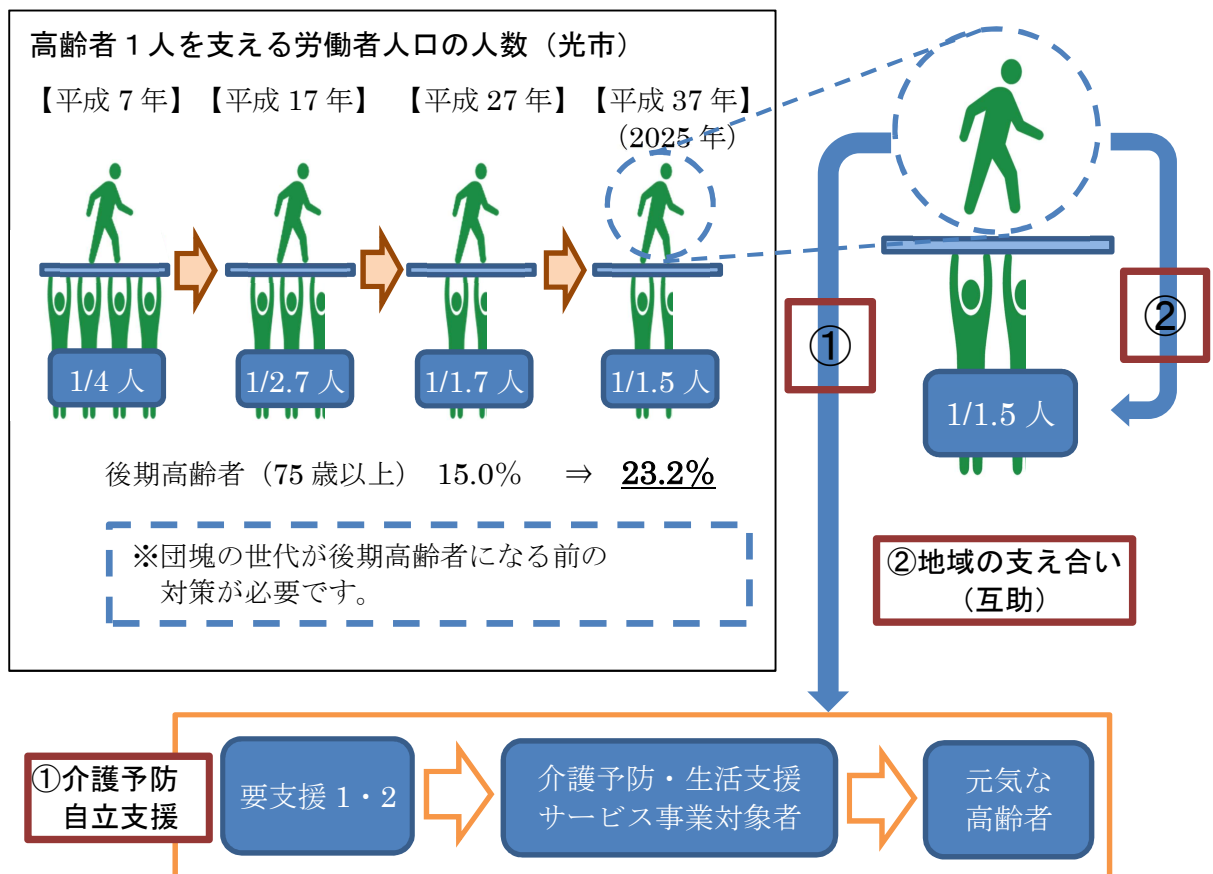 高齢者１人を支える労働者人口の人数（光市）
【平成 7 年】【平成 17 年】 【平成 27 年】【平成 37 年】
（2025 年）
1/4 人 1/2.7 人 1/1.7 人 1/1.5 人
後期高齢者（75 歳以上） 15.0％ ⇒ 23.2％
※団塊の世代が後期高齢者になる前の
対策が必要です。
①
②
1/1.5 人
②地域の支え合い
（互助）
①介護予防
自立支援
要支援 1・2
介護予防・生活支援
サービス事業対象者
元気な
高齢者